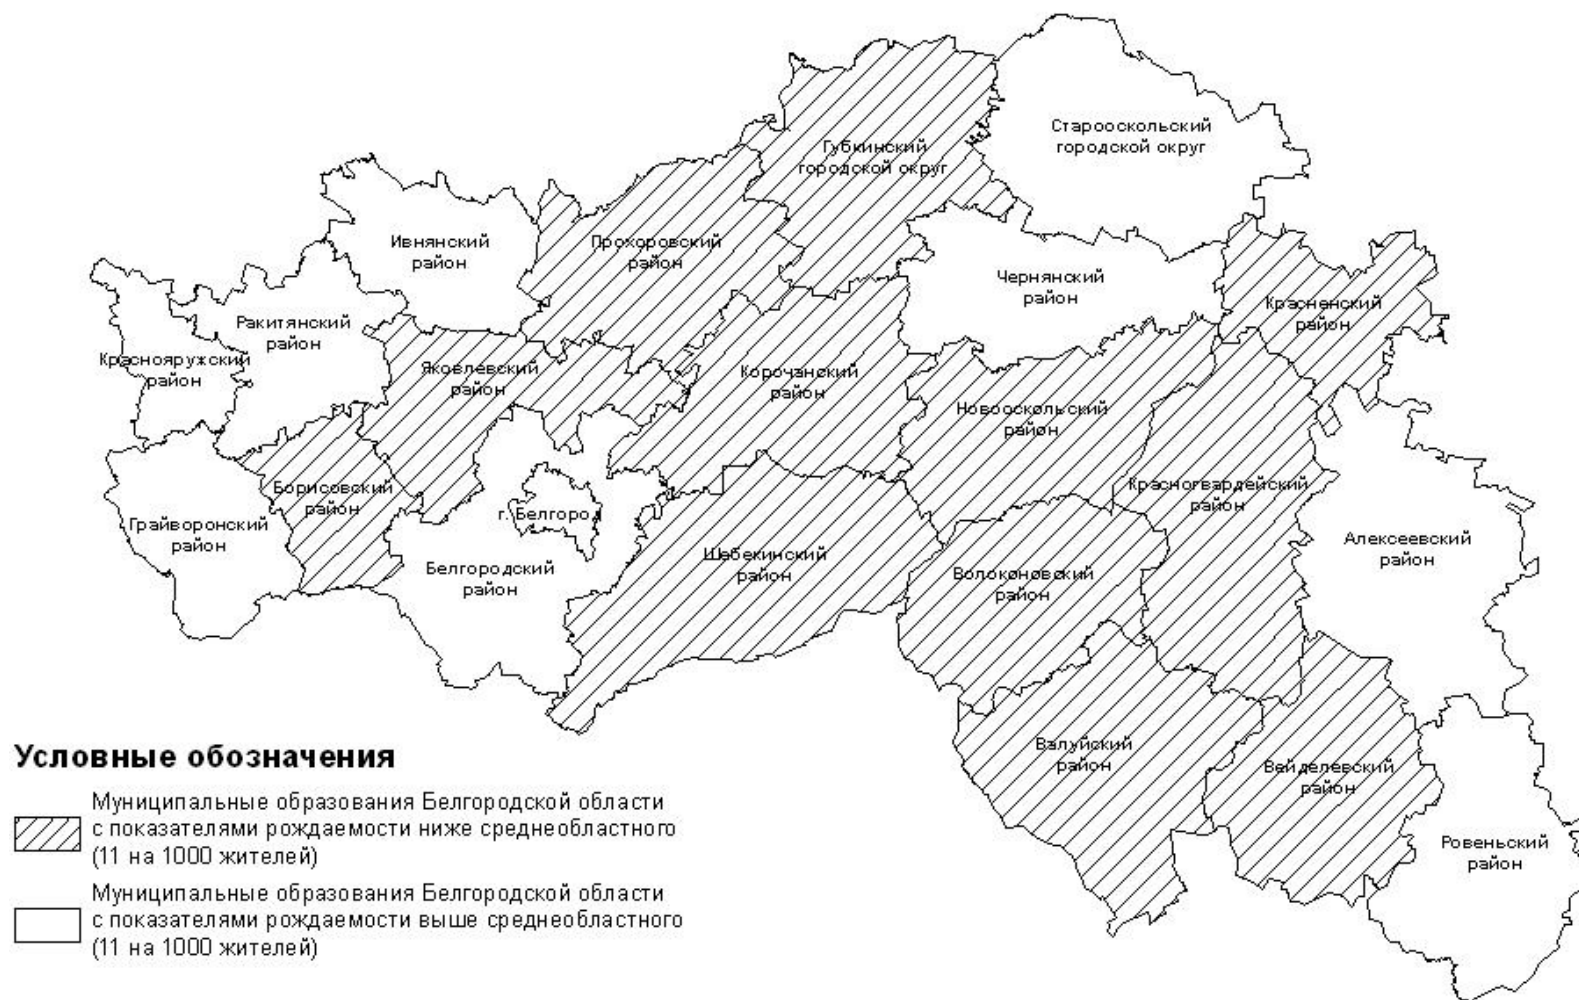 Старооскольский
городской округ
Губкинский
городской округ
Ивнянский
район
Прохоровский
район
Чернянский
район
Красненский
район
Ракитянский
район
Краснояружский
район
Яковлевский
район
Корочанский
район
Новооскольский
район
Борисовский
район
Красногвардейский
район
Грайворонский
район
г. Белгород
Алексеевский
район
Белгородский
район
Шебекинский
район
Волоконовский
район
Валуйский
район
Вейделевский
район
Ровеньский
район
Условные обозначения
Муниципальные образования Белгородской области
с показателями рождаемости ниже среднеобластного
(11 на 1000 жителей)
Муниципальные образования Белгородской области
с показателями рождаемости выше среднеобластного
(11 на 1000 жителей)